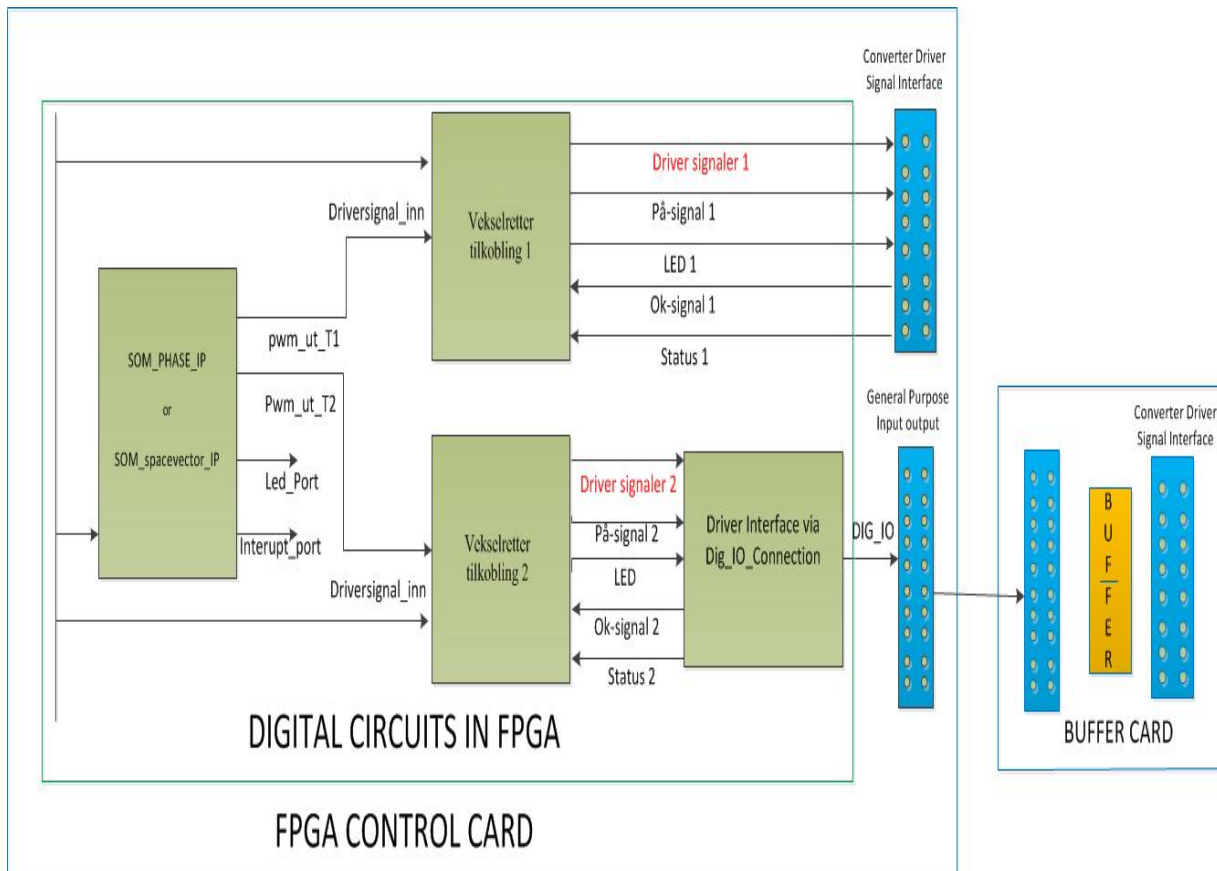 Converter Driver
Signal Interface
Driver signaler 1
Driversignal_inn
Vekselretter
tilkobling 1
På-signal 1
LED 1
Ok-signal 1
pwm_ut_T1
Status 1
SOM_PHASE_IP
or
SOM_spacevector_IP
Pwm_ut_T2
General Purpose
Input output
Converter Driver
Signal Interface
Led_Port
Driver signaler 2
Interupt_port
Vekselretter
tilkobling 2
På-signal 2
LED
Driver Interface via
Dig_IO_Connection
DIG_IO
B
U
F
F
E
R
Driversignal_inn
Ok-signal 2
Status 2
DIGITAL CIRCUITS IN FPGA
BUFFER CARD
FPGA CONTROL CARD